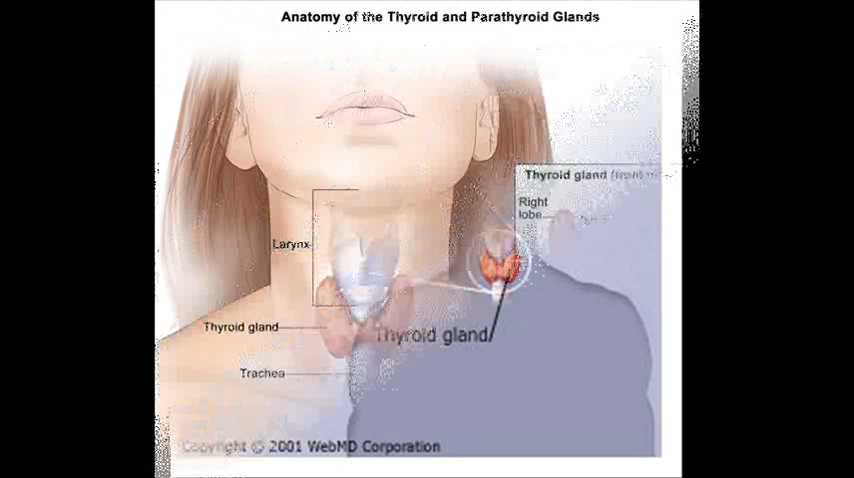 Anatomy of the Thyroid and Parathyroid Glands
Thyroid gland (front
Right
lobe
Larynx
Thyroid gland
Thyroid gland
Trachea
Copyright © 2001 WebMD Corporation